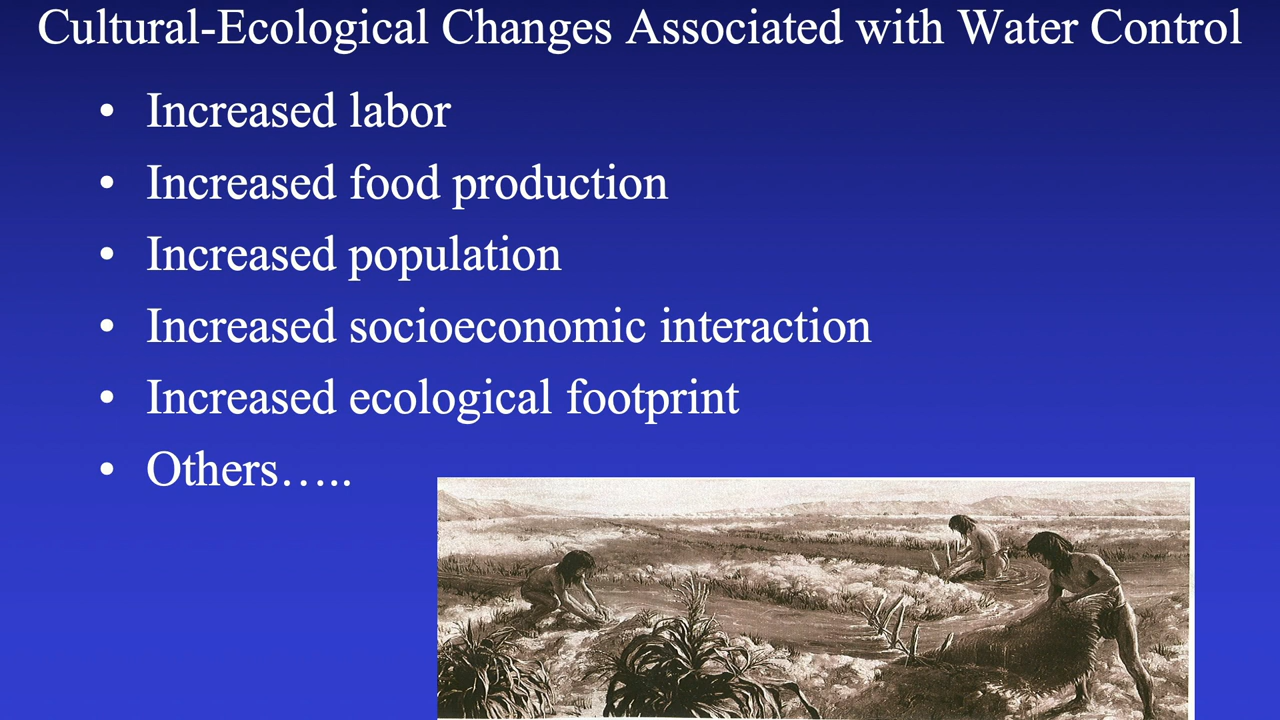 Cultural-Ecological Changes Associated with Water Control
• Increased labor
• Increased food production
• Increased population
• Increased socioeconomic interaction
• Increased ecological footprint
• Others…..